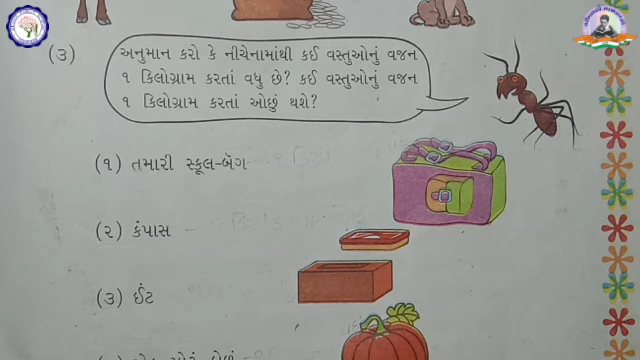 (૩)
અનુમાન કરો કે નીચેનામાંથી કઈ વસ્તુઓનું વજન
૧ કિલોગ્રામ કરતાં વધુ છે? કઈ વસ્તુઓનું વજન
૧ કિલોગ્રામ કરતાં ઓછું થશે?
(૧) તમારી સ્કૂલ-બૅગ
(૨) કંપાસ
(૩) ઈંટ